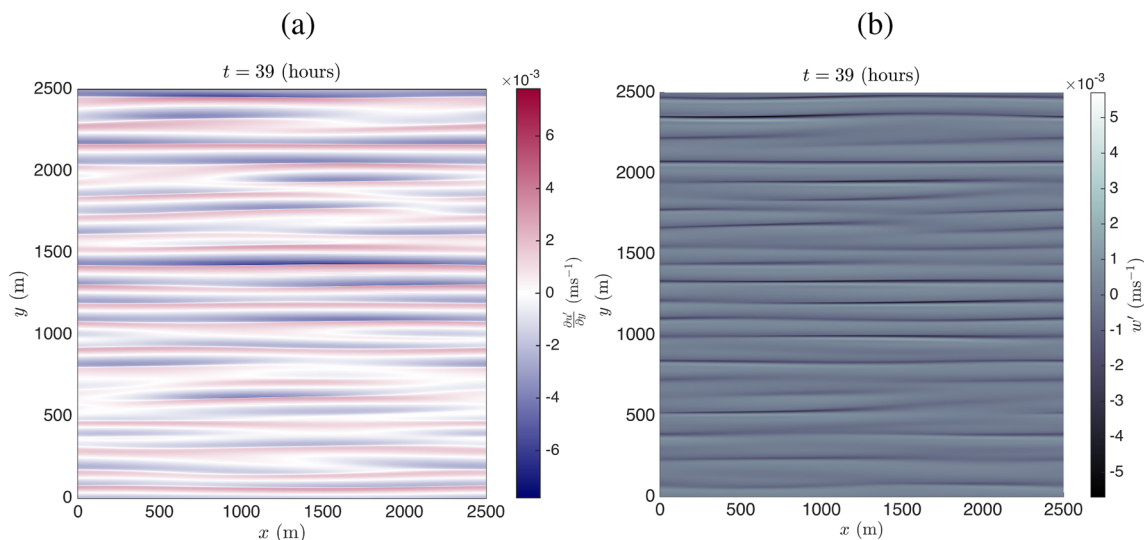 (a)
t = 39 (hours)
×10⁻³
2500
2000
1500
1000
500
0
y (m)
0 500 1000 1500 2000 2500
x (m)
6
4
2
0
-2
-4
-6
∂u′/∂y (ms⁻¹)
(b)
t = 39 (hours)
×10⁻³
2500
2000
1500
1000
500
0
y (m)
0 500 1000 1500 2000 2500
x (m)
5
4
3
2
1
0
-1
-2
-3
-4
-5
w′ (ms⁻¹)